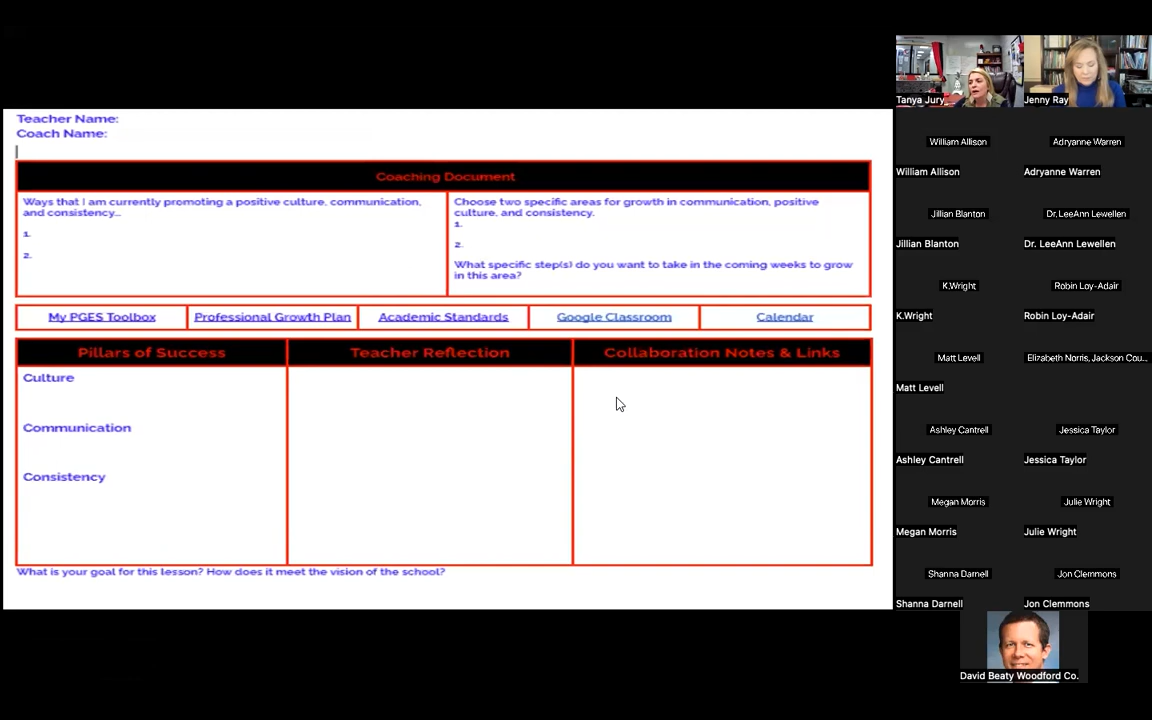 Teacher Name:
Coach Name:
Coaching Document
Ways that I am currently promoting a positive culture, communication,
and consistency...
1.
2.
Choose two specific areas for growth in communication, positive
culture, and consistency.
1.
2.
What specific step(s) do you want to take in the coming weeks to grow
in this area?
My PGES Toolbox
Professional Growth Plan
Academic Standards
Google Classroom
Calendar
Pillars of Success
Teacher Reflection
Collaboration Notes & Links
Culture
Communication
Consistency
What is your goal for this lesson? How does it meet the vision of the school?
Tanya Jury
Jenny Ray
William Allison
Adryanne Warren
William Allison
Adryanne Warren
Jillian Blanton
Dr.LeeAnn Lewellen
Jillian Blanton
Dr. LeeAnn Lewellen
K.Wright
Robin Loy-Adair
K.Wright
Robin Loy-Adair
Matt Levell
Elizabeth Norris, Jackson Cou...
Matt Levell
Ashley Cantrell
Jessica Taylor
Ashley Cantrell
Jessica Taylor
Megan Morris
Julie Wright
Megan Morris
Julie Wright
Shanna Darnell
Jon Clemmons
Shanna Darnell
Jon Clemmons
David Beaty Woodford Co.